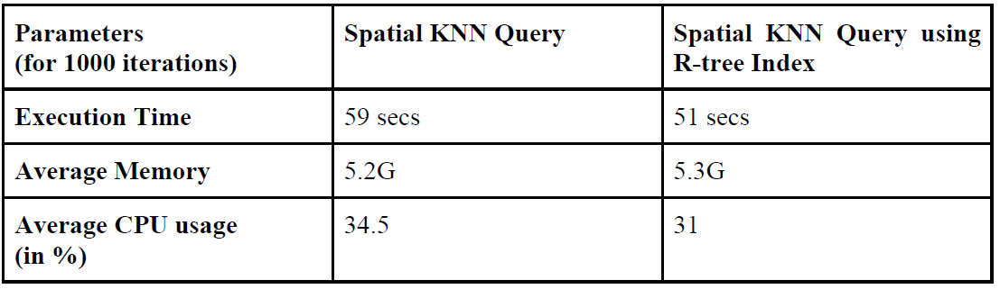 Parameters
(for 1000 iterations)
Spatial KNN Query
Spatial KNN Query using
R-tree Index
Execution Time
59 secs
51 secs
Average Memory
5.2G
5.3G
Average CPU usage
(in %)
34.5
31